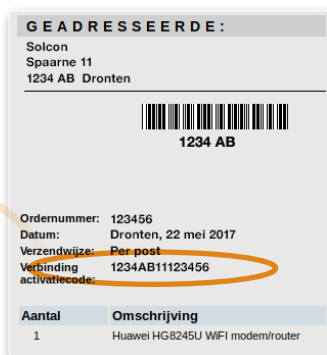 GEADRESSEERDE:
Solcon
Spaarne 11
1234 AB Dronten
1234 AB
Ordernummer: 123456
Datum: Dronten, 22 mei 2017
Verzendwijze: Per post
Verbinding 1234AB11123456
activatiecode:
Aantal Omschrijving
1 Huawei HG8245U WiFI modem/router